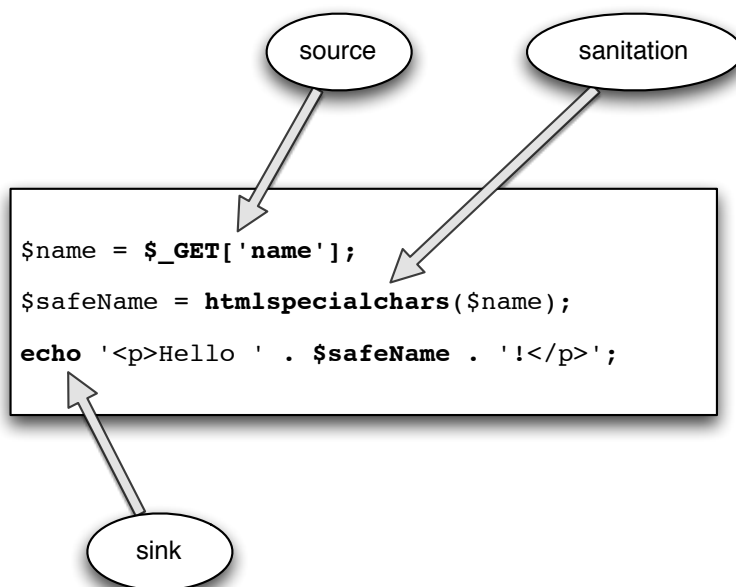 source
sanitation
$name = $_GET['name'];
$safeName = htmlspecialchars($name);
echo '<p>Hello ' . $safeName . '!</p>';
sink